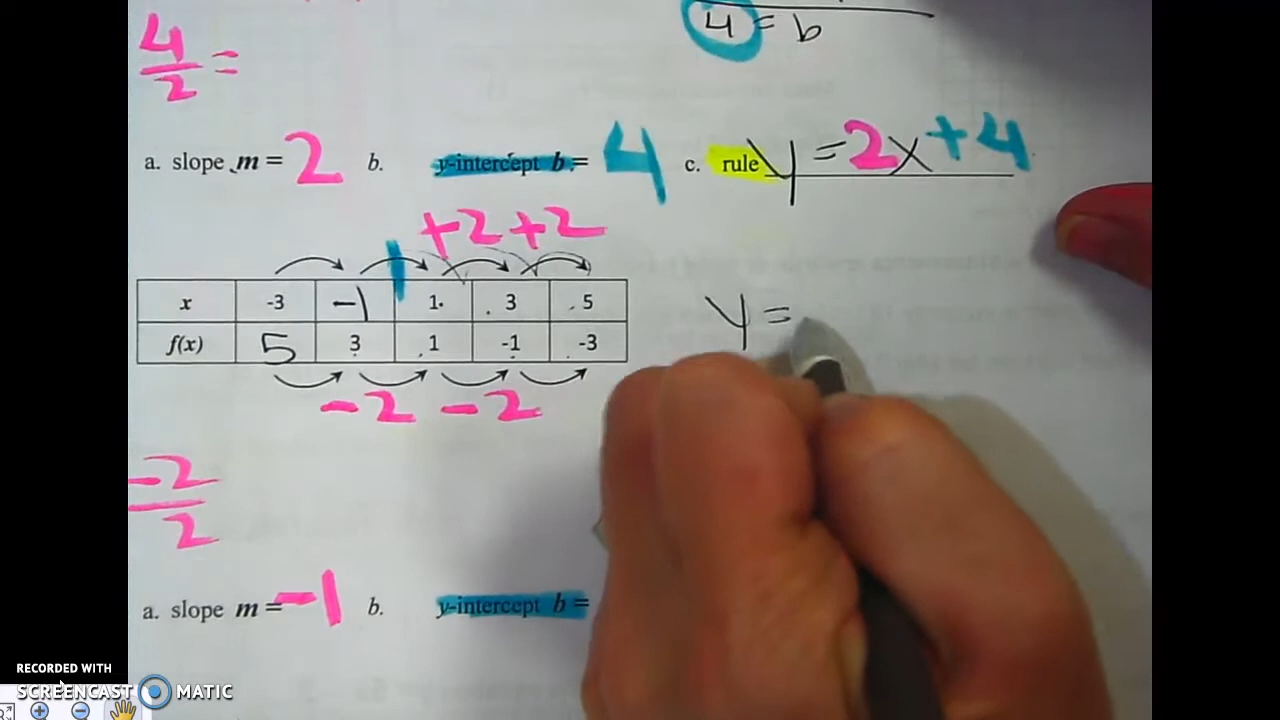 4 = b
4/2 =
a. slope m = 2 b. y-intercept b = 4 c. rule y = 2x + 4
+2 +2
x -3 -1 1 3 5
f(x) 5 3 1 -1 -3
-2 -2
y =
-2/2
a. slope m = -1 b. y-intercept b =
RECORDED WITH
SCREENCAST MATIC